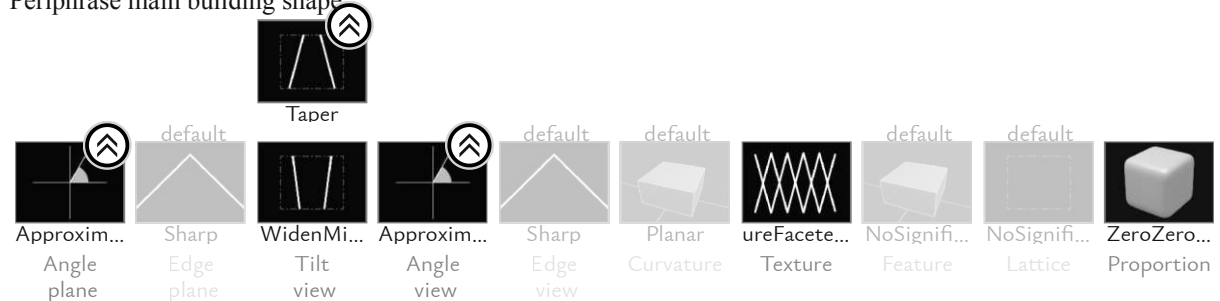 Periphrase main building shape
Taper
default default default default default
Approxim... Sharp WidenMi... Approxim... Sharp Planar ureFacete... NoSignifi... NoSignifi... ZeroZero...
Angle plane Edge plane Tilt view Angle view Edge view Curvature Texture Feature Lattice Proportion